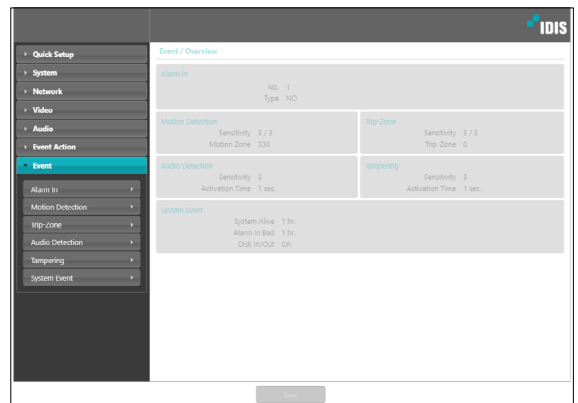 IDIS
Quick Setup
System
Network
Video
Audio
Event Action
Event
Alarm In
Motion Detection
Trip-Zone
Audio Detection
Tampering
System Event
Event / Overview
Alarm In
No. 1
Type NO
Motion Detection
Sensitivity 3 / 3
Motion Zone 330
Trip-Zone
Sensitivity 3 / 3
Trip Zone 0
Audio Detection
Sensitivity 3
Activation Time 1 sec.
Tampering
Sensitivity 3
Activation Time 1 sec.
System Event
System Alive 1 hr.
Alarm In Bad 1 hr.
Disk In/Out On
Save